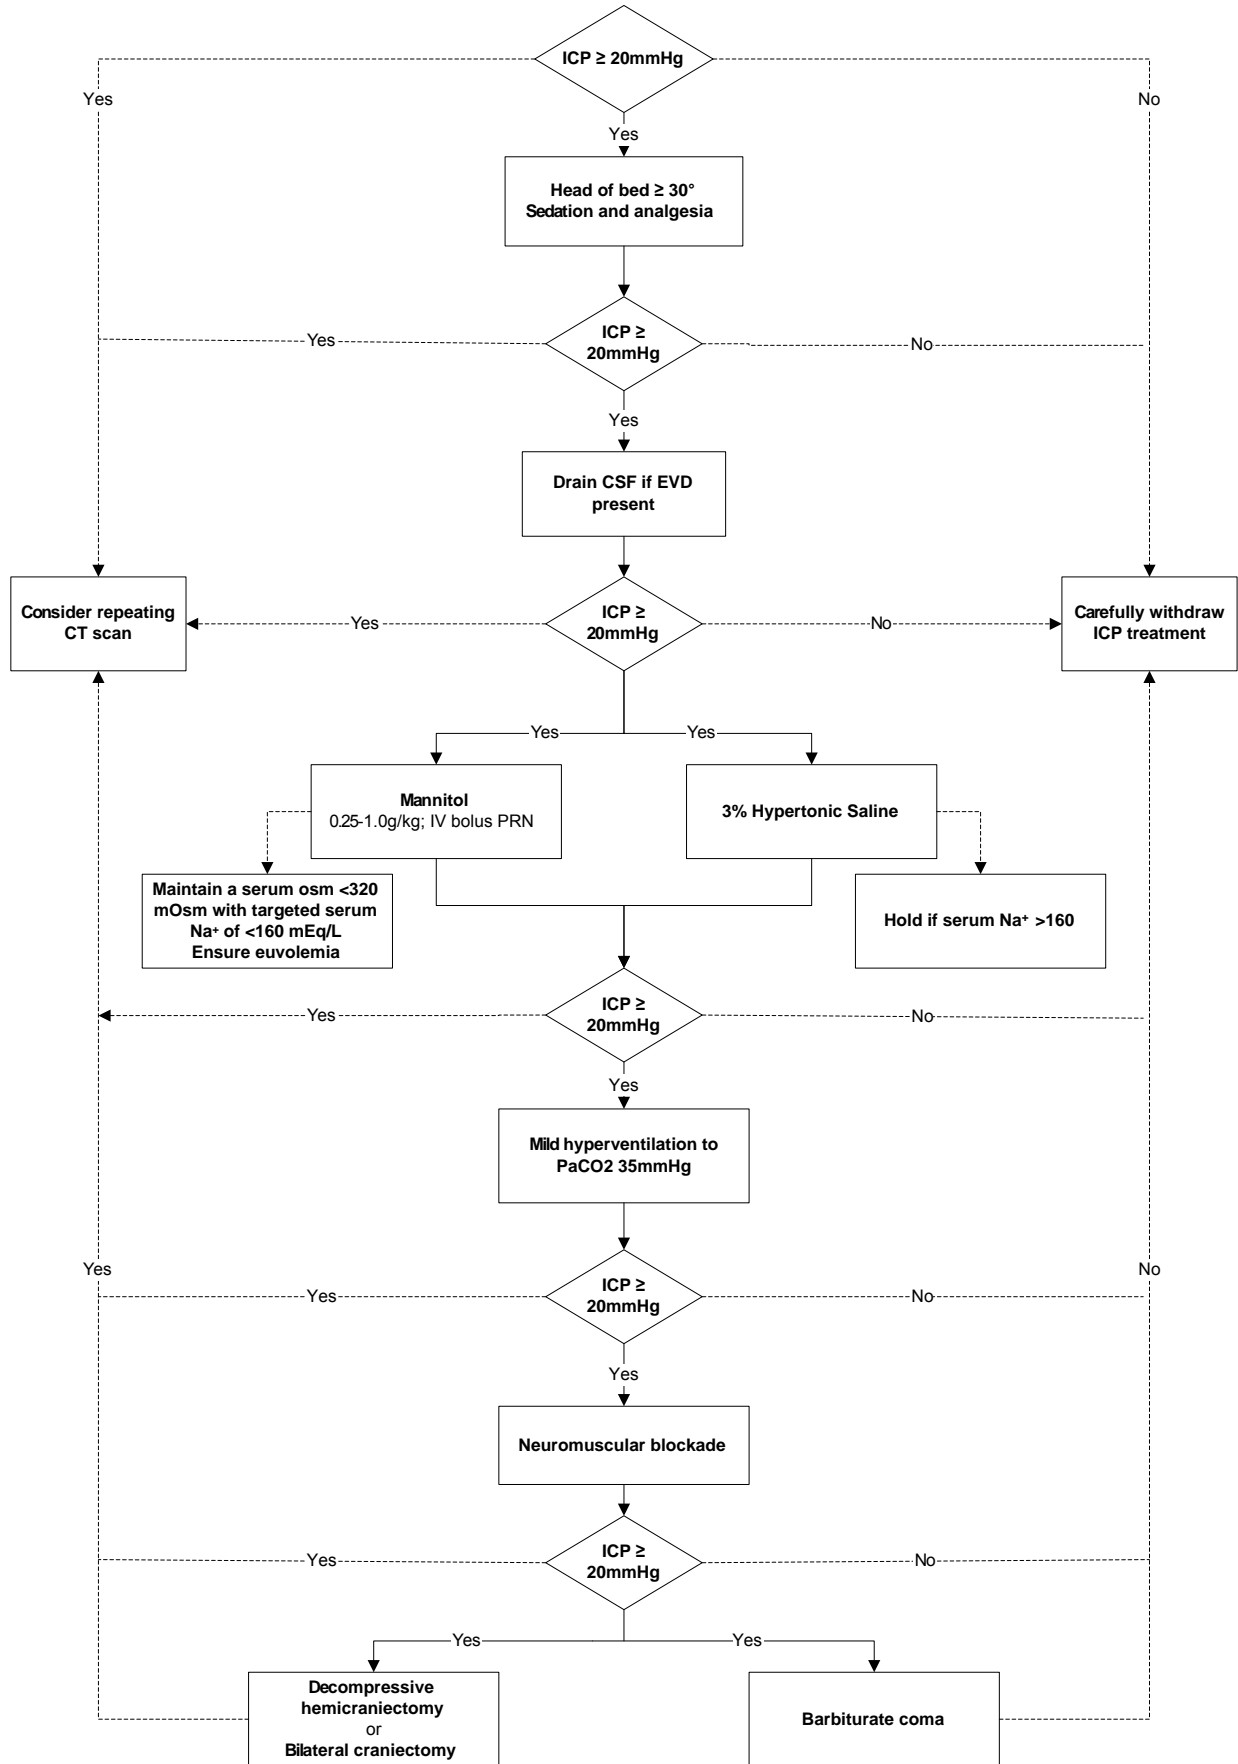 ICP ≥ 20mmHg
Yes
No
Yes
Head of bed ≥ 30°
Sedation and analgesia
ICP ≥
20mmHg
Yes
No
Yes
Drain CSF if EVD
present
Consider repeating
CT scan
ICP ≥
20mmHg
Yes
No
Carefully withdraw
ICP treatment
Yes
Yes
Mannitol
0.25-1.0g/kg; IV bolus PRN
3% Hypertonic Saline
Maintain a serum osm <320
mOsm with targeted serum
Na⁺ of <160 mEq/L
Ensure euvolemia
Hold if serum Na⁺ >160
ICP ≥
20mmHg
Yes
No
Yes
Mild hyperventilation to
PaCO2 35mmHg
Yes
No
ICP ≥
20mmHg
Yes
No
Yes
Neuromuscular blockade
ICP ≥
20mmHg
Yes
No
Yes
Yes
Decompressive
hemicraniectomy
or
Bilateral craniectomy
Barbiturate coma